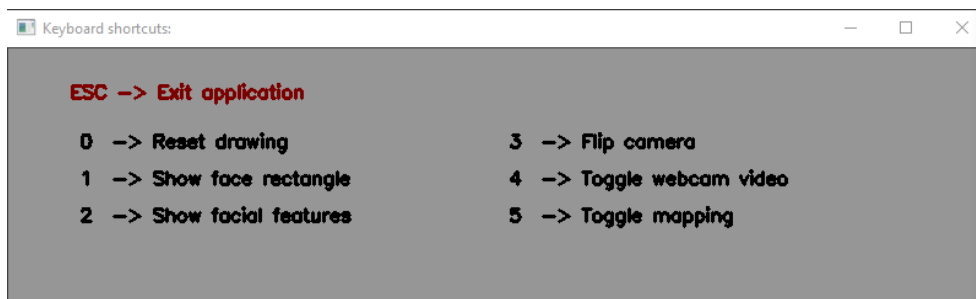 Keyboard shortcuts:
ESC -> Exit application
0 -> Reset drawing
1 -> Show face rectangle
2 -> Show facial features
3 -> Flip camera
4 -> Toggle webcam video
5 -> Toggle mapping